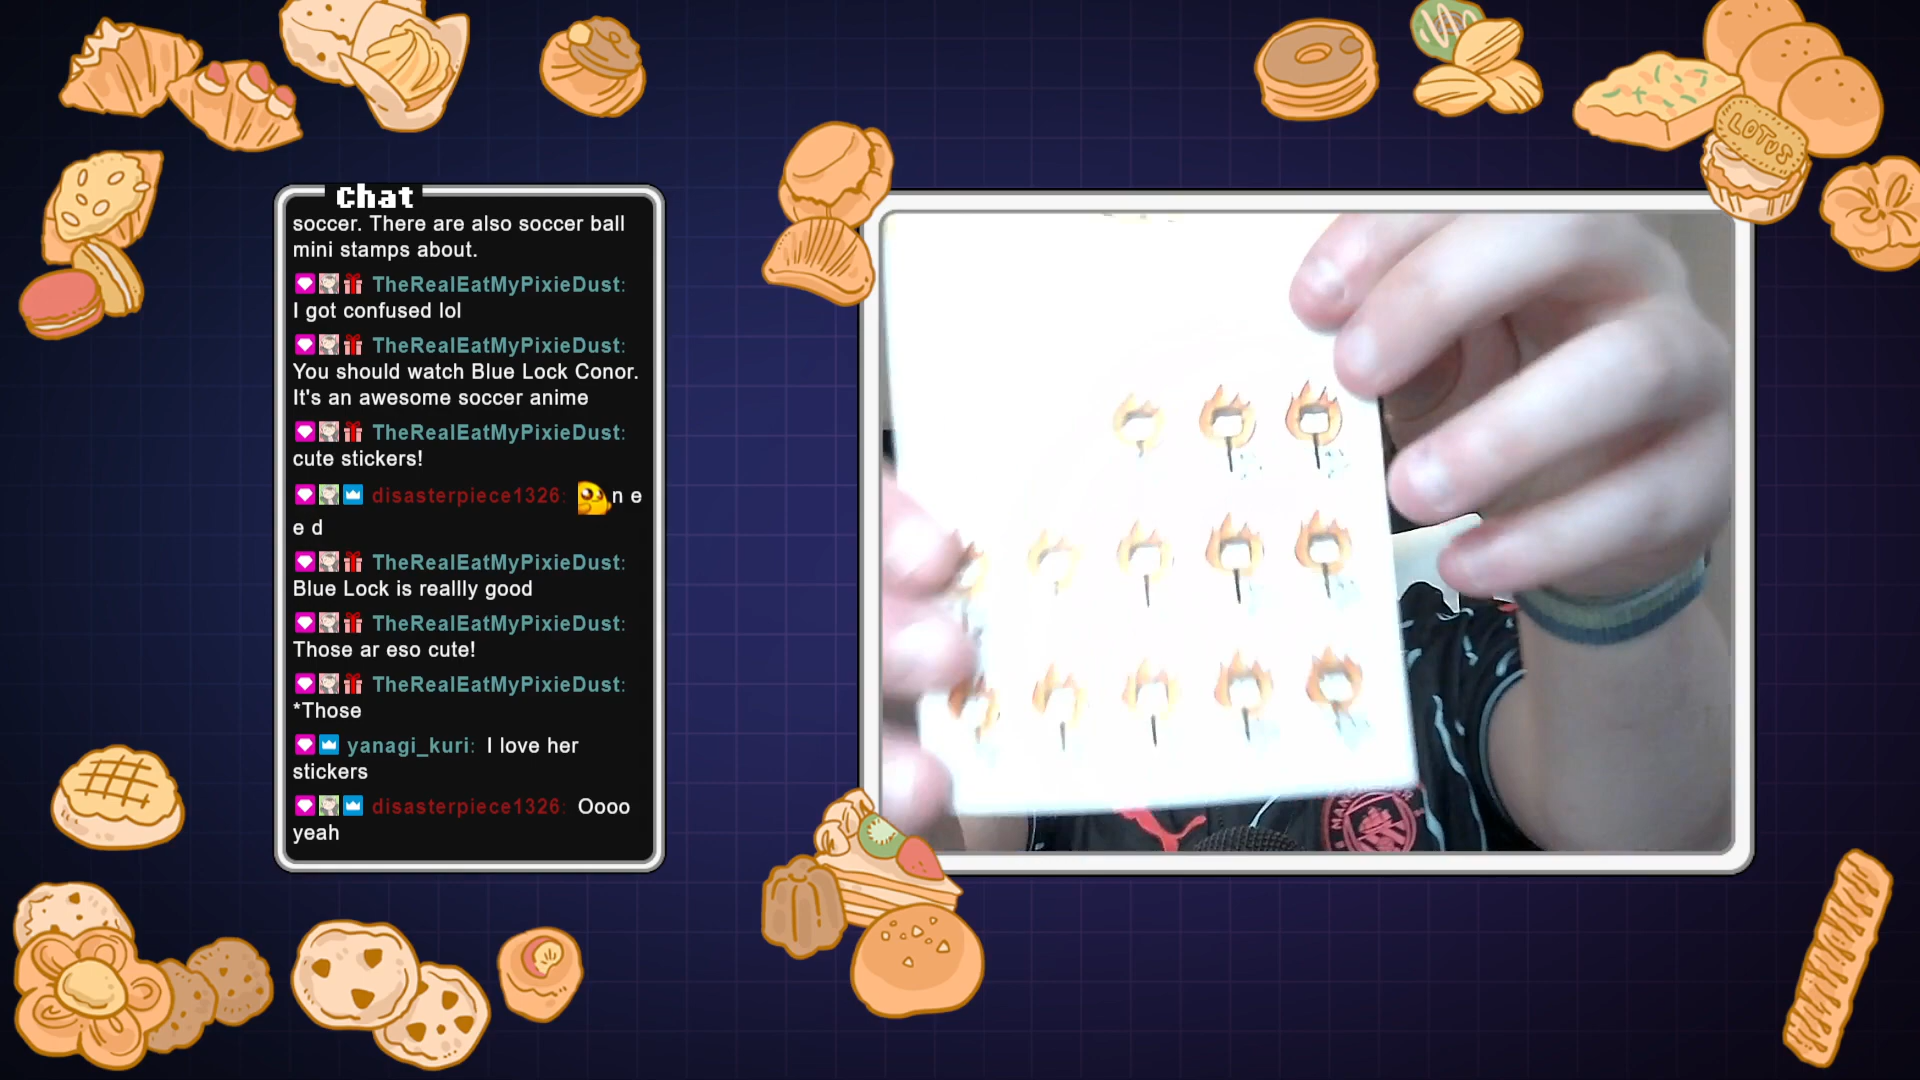 LOTUS
Chat
soccer. There are also soccer ball
mini stamps about.
TheRealEatMyPixieDust:
I got confused lol
TheRealEatMyPixieDust:
You should watch Blue Lock Conor.
It's an awesome soccer anime
TheRealEatMyPixieDust:
cute stickers!
disasterpiece1326: n e
e d
TheRealEatMyPixieDust:
Blue Lock is reallly good
TheRealEatMyPixieDust:
Those ar eso cute!
TheRealEatMyPixieDust:
*Those
yanagi_kuri: I love her
stickers
disasterpiece1326: Oooo
yeah
MANCHESTER